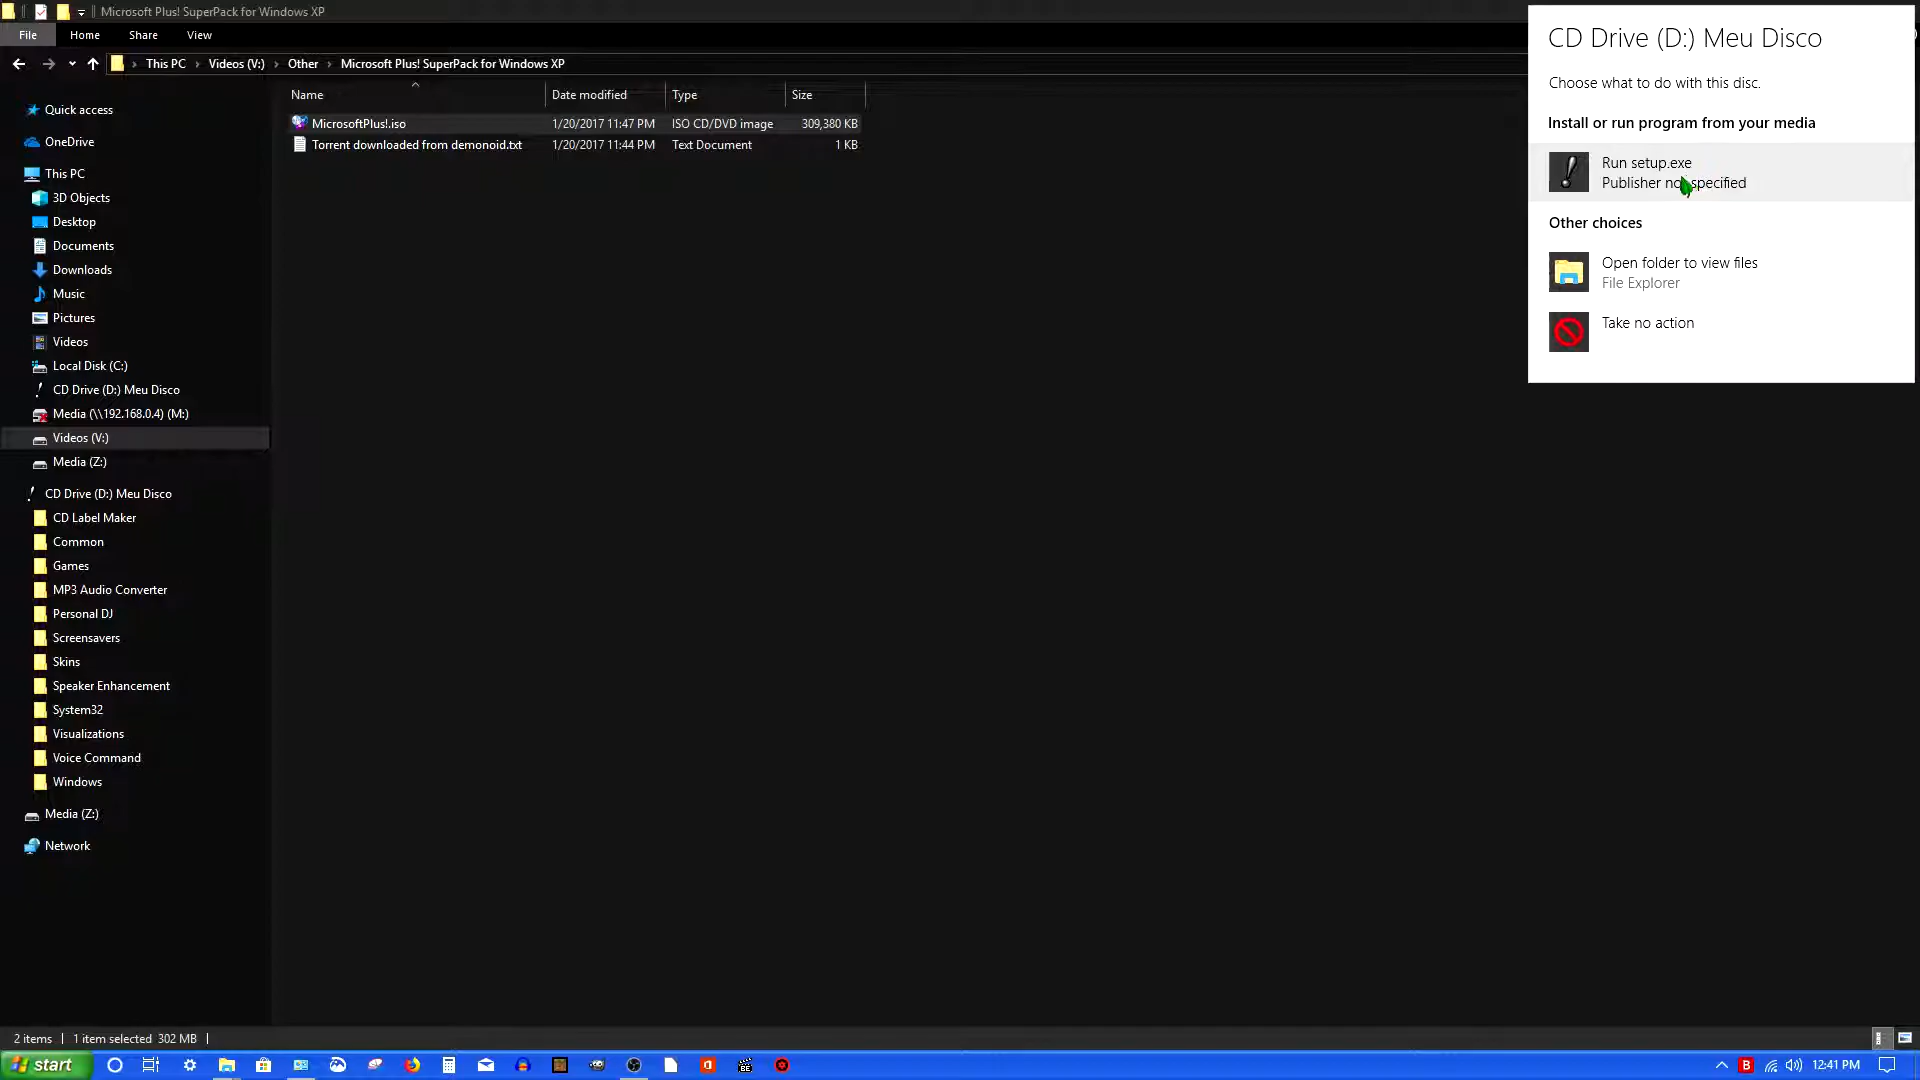 Microsoft Plus! SuperPack for Windows XP
File Home Share View
This PC Videos (V:) Other Microsoft Plus! SuperPack for Windows XP
Name Date modified Type Size
MicrosoftPlus!.iso 1/20/2017 11:47 PM ISO CD/DVD image 309,380 KB
Torrent downloaded from demonoid.txt 1/20/2017 11:44 PM Text Document 1 KB
Quick access
OneDrive
This PC
3D Objects
Desktop
Documents
Downloads
Music
Pictures
Videos
Local Disk (C:)
CD Drive (D:) Meu Disco
Media (\\192.168.0.4) (M:)
Videos (V:)
Media (Z:)
CD Drive (D:) Meu Disco
CD Label Maker
Common
Games
MP3 Audio Converter
Personal DJ
Screensavers
Skins
Speaker Enhancement
System32
Visualizations
Voice Command
Windows
Media (Z:)
Network
CD Drive (D:) Meu Disco
Choose what to do with this disc.
Install or run program from your media
Run setup.exe
Publisher not specified
Other choices
Open folder to view files
File Explorer
Take no action
2 items 1 item selected 302 MB
start B 12:41 PM